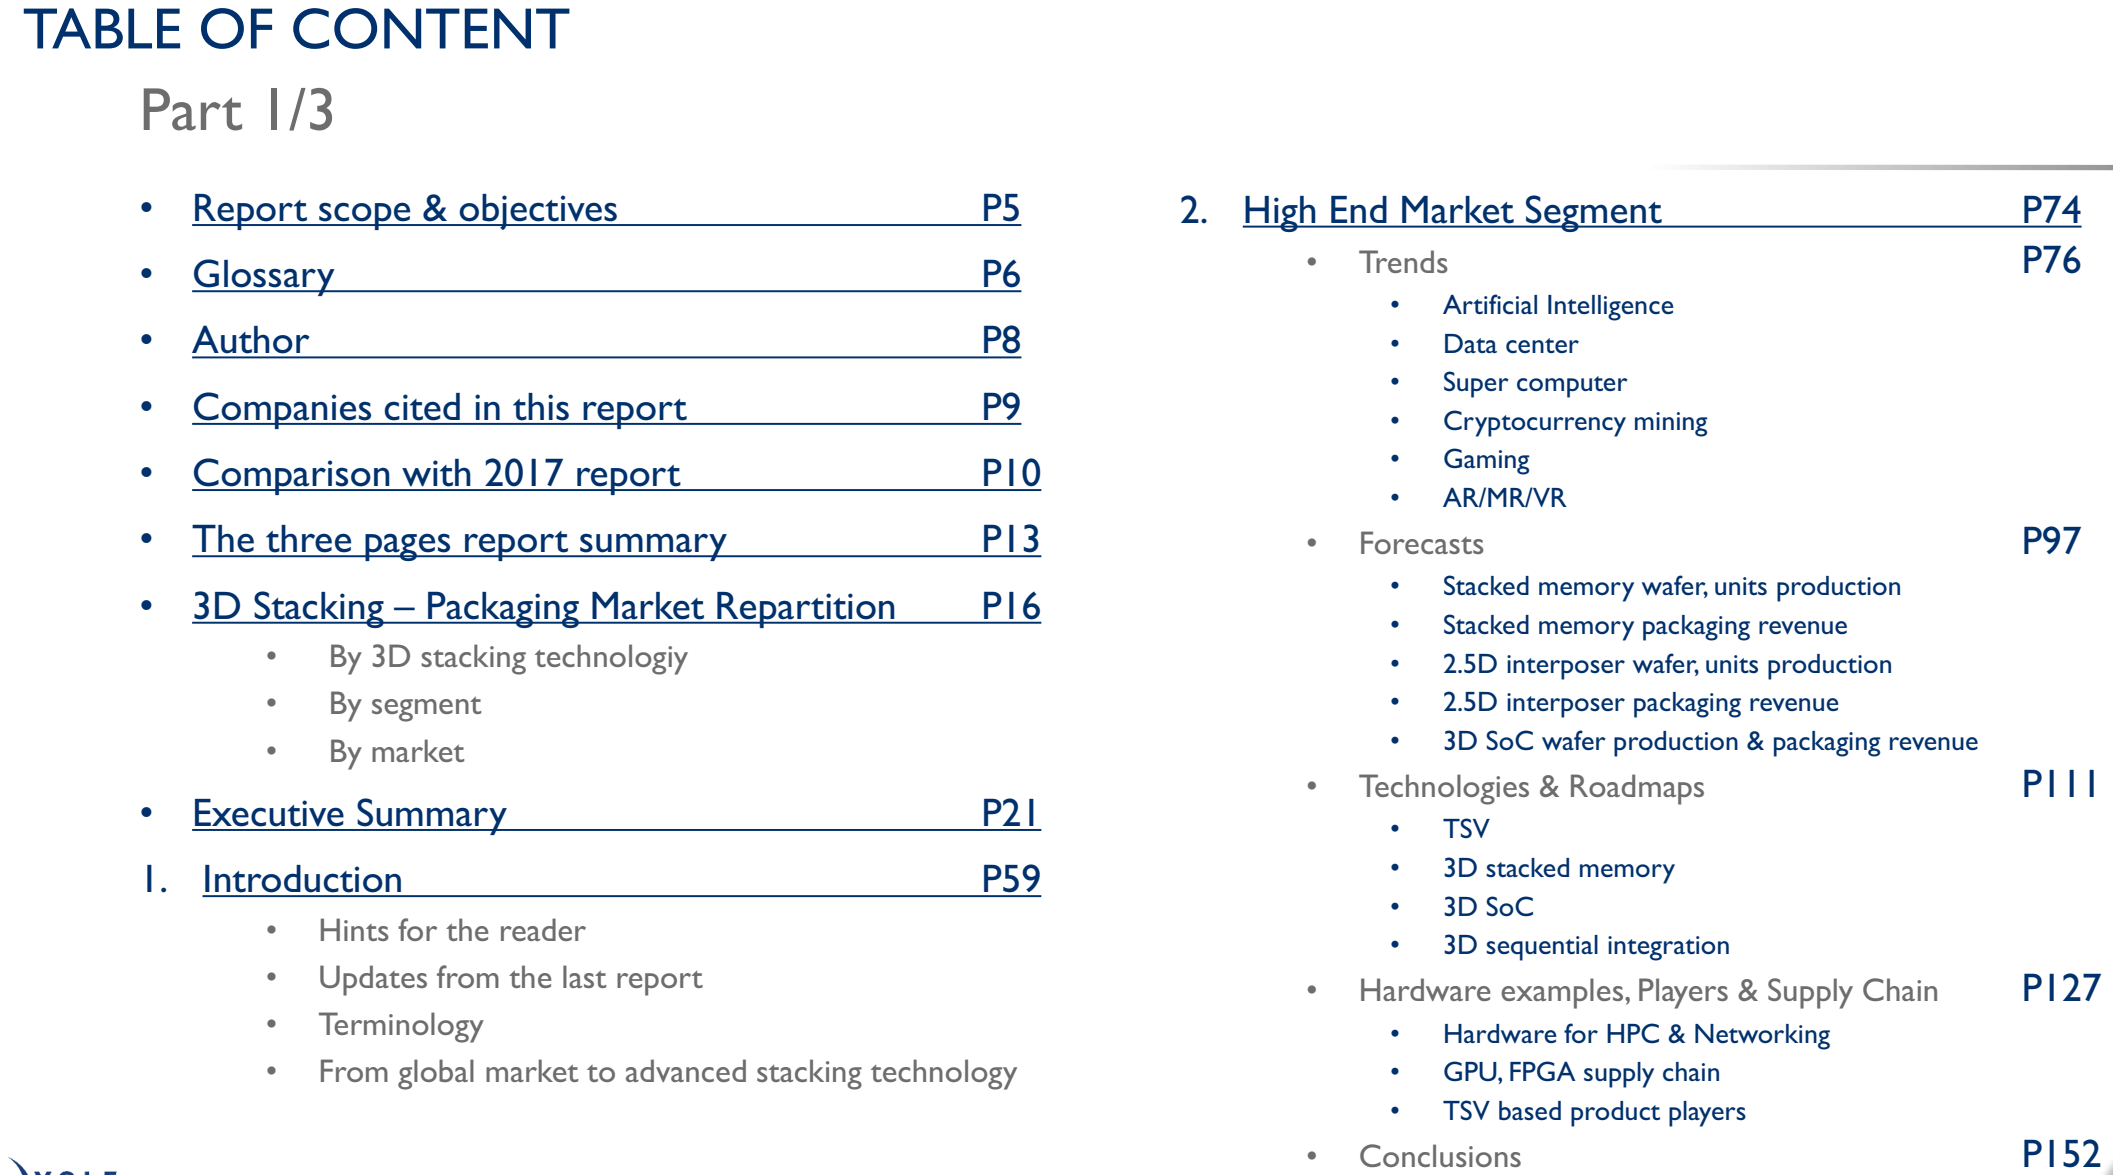 TABLE OF CONTENT
Part 1/3
• Report scope & objectives P5
• Glossary P6
• Author P8
• Companies cited in this report P9
• Comparison with 2017 report P10
• The three pages report summary P13
• 3D Stacking – Packaging Market Repartition P16
• By 3D stacking technologiy
• By segment
• By market
• Executive Summary P21
1. Introduction P59
• Hints for the reader
• Updates from the last report
• Terminology
• From global market to advanced stacking technology
2. High End Market Segment P74
• Trends P76
• Artificial Intelligence
• Data center
• Super computer
• Cryptocurrency mining
• Gaming
• AR/MR/VR
• Forecasts P97
• Stacked memory wafer, units production
• Stacked memory packaging revenue
• 2.5D interposer wafer, units production
• 2.5D interposer packaging revenue
• 3D SoC wafer production & packaging revenue
• Technologies & Roadmaps P111
• TSV
• 3D stacked memory
• 3D SoC
• 3D sequential integration
• Hardware examples, Players & Supply Chain P127
• Hardware for HPC & Networking
• GPU, FPGA supply chain
• TSV based product players
• Conclusions P152